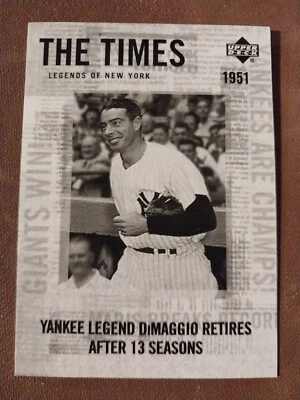 THE TIMES
LEGENDS OF NEW YORK
UPPER DECK
1951
GIANTS WIN
YANKEES ARE CHAMPS
MARIS BREAKS RECORD
YANKEE LEGEND DiMAGGIO RETIRES
AFTER 13 SEASONS